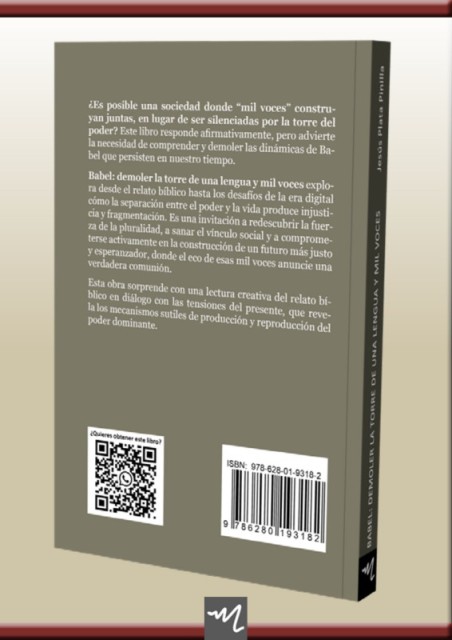 ¿Es posible una sociedad donde “mil voces” constru-
yan juntas, en lugar de ser silenciadas por la torre del
poder? Este libro responde afirmativamente, pero advierte
la necesidad de comprender y demoler las dinámicas de Ba-
bel que persisten en nuestro tiempo.
Babel: demoler la torre de una lengua y mil voces explo-
ra desde el relato bíblico hasta los desafíos de la era digital
cómo la separación entre el poder y la vida produce injusti-
cia y fragmentación. Es una invitación a redescubrir la fuer-
za de la pluralidad, a sanar el vínculo social y a comprome-
terse activamente en la construcción de un futuro más justo
y esperanzador, donde el eco de esas mil voces anuncie una
verdadera comunión.
Esta obra sorprende con una lectura creativa del relato bí-
blico en diálogo con las tensiones del presente, que reve-
la los mecanismos sutiles de producción y reproducción del
poder dominante.
¿Quieres obtener este libro?
ISBN: 978-628-01-9318-2
9 786280 193182
Jesús Plata Pinilla
BABEL: DEMOLER LA TORRE DE UNA LENGUA Y MIL VOCES